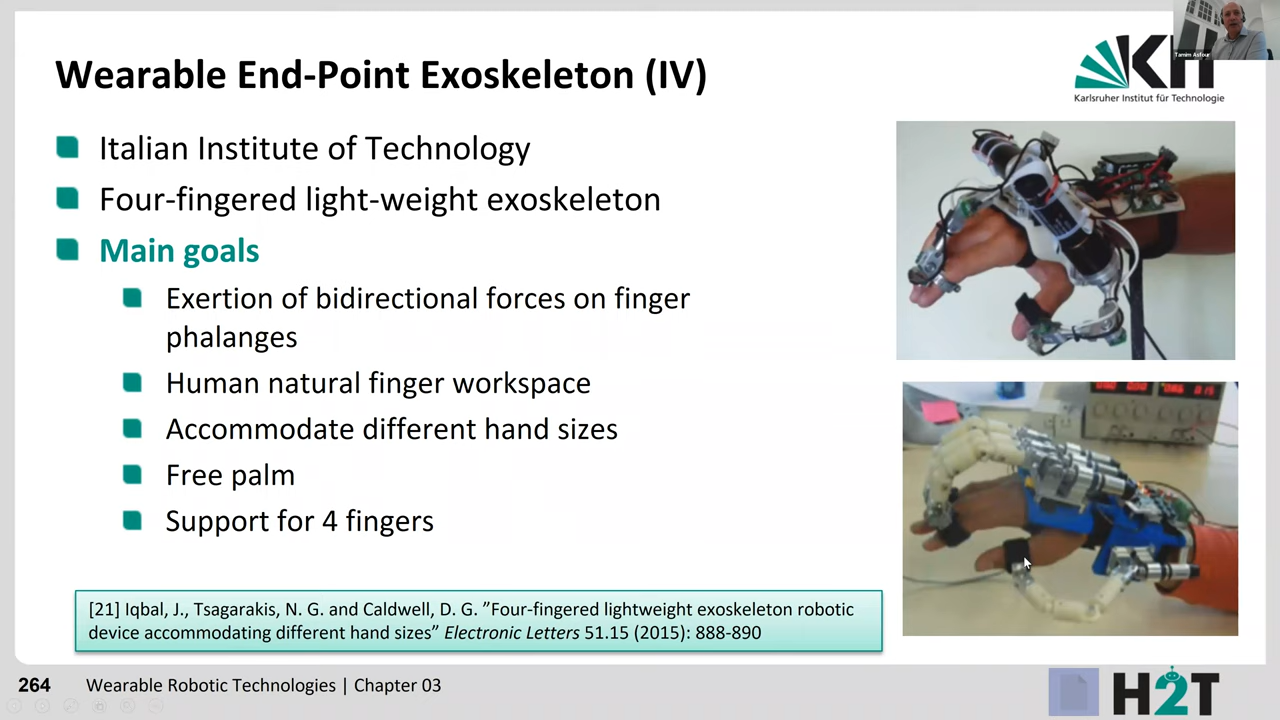 Tamim Asfour
Wearable End-Point Exoskeleton (IV)
KIT
Karlsruher Institut für Technologie
Italian Institute of Technology
Four-fingered light-weight exoskeleton
Main goals
Exertion of bidirectional forces on finger
phalanges
Human natural finger workspace
Accommodate different hand sizes
Free palm
Support for 4 fingers
[21] Iqbal, J., Tsagarakis, N. G. and Caldwell, D. G. ”Four-fingered lightweight exoskeleton robotic
device accommodating different hand sizes” Electronic Letters 51.15 (2015): 888-890
264 Wearable Robotic Technologies | Chapter 03
H2T